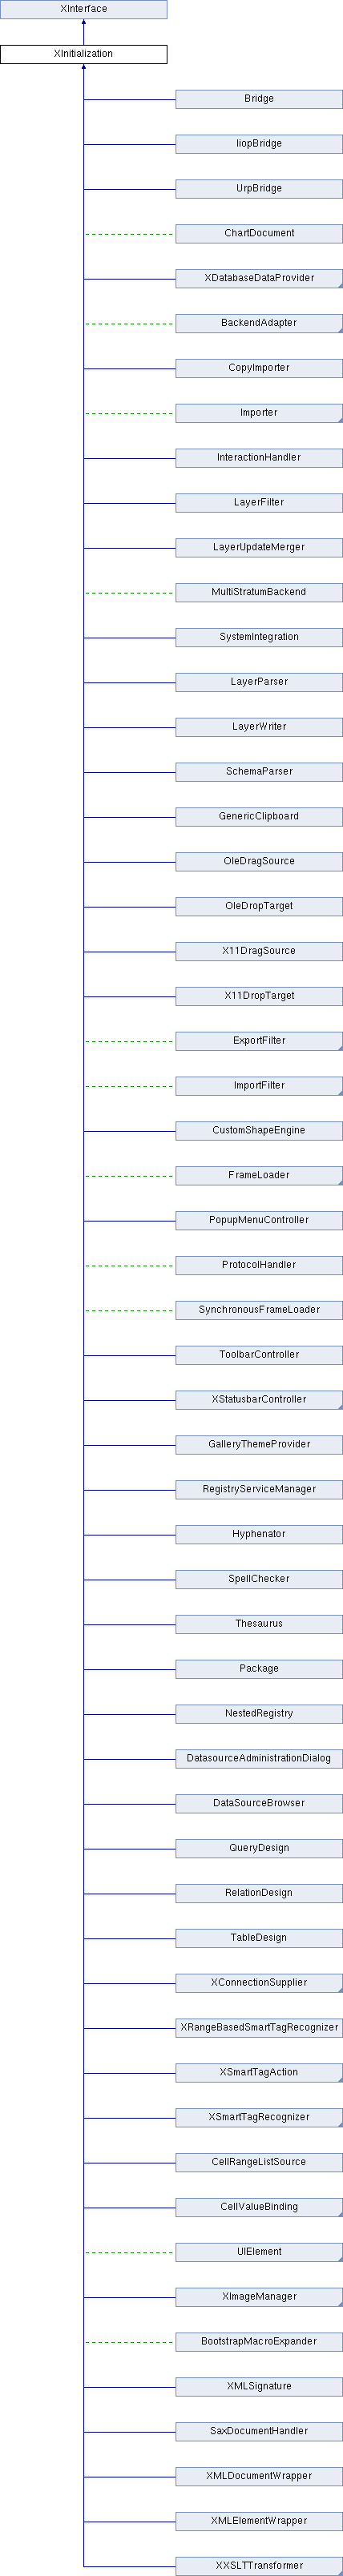 XInterface
XInitialization
Bridge
IiopBridge
UrpBridge
ChartDocument
XDatabaseDataProvider
BackendAdapter
CopyImporter
Importer
InteractionHandler
LayerFilter
LayerUpdateMerger
MultiStratumBackend
SystemIntegration
LayerParser
LayerWriter
SchemaParser
GenericClipboard
OleDragSource
OleDropTarget
X11DragSource
X11DropTarget
ExportFilter
ImportFilter
CustomShapeEngine
FrameLoader
PopupMenuController
ProtocolHandler
SynchronousFrameLoader
ToolbarController
XStatusbarController
GalleryThemeProvider
RegistryServiceManager
Hyphenator
SpellChecker
Thesaurus
Package
NestedRegistry
DatasourceAdministrationDialog
DataSourceBrowser
QueryDesign
RelationDesign
TableDesign
XConnectionSupplier
XRangeBasedSmartTagRecognizer
XSmartTagAction
XSmartTagRecognizer
CellRangeListSource
CellValueBinding
UIElement
XImageManager
BootstrapMacroExpander
XMLSignature
SaxDocumentHandler
XMLDocumentWrapper
XMLElementWrapper
XXSLTTransformer